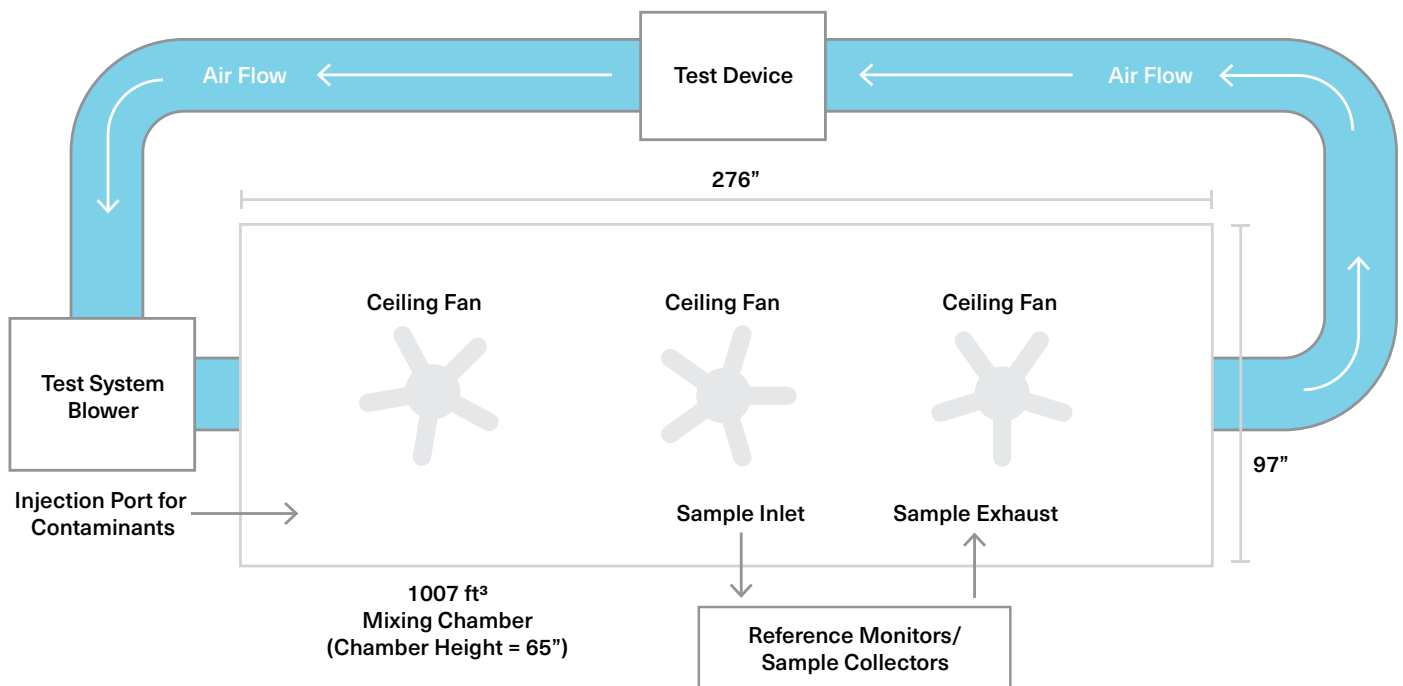 Test Device
Air Flow
Air Flow
276”
Ceiling Fan
Ceiling Fan
Ceiling Fan
Test System
Blower
97”
Injection Port for
Contaminants
Sample Inlet
Sample Exhaust
1007 ft³
Mixing Chamber
(Chamber Height = 65”)
Reference Monitors/
Sample Collectors